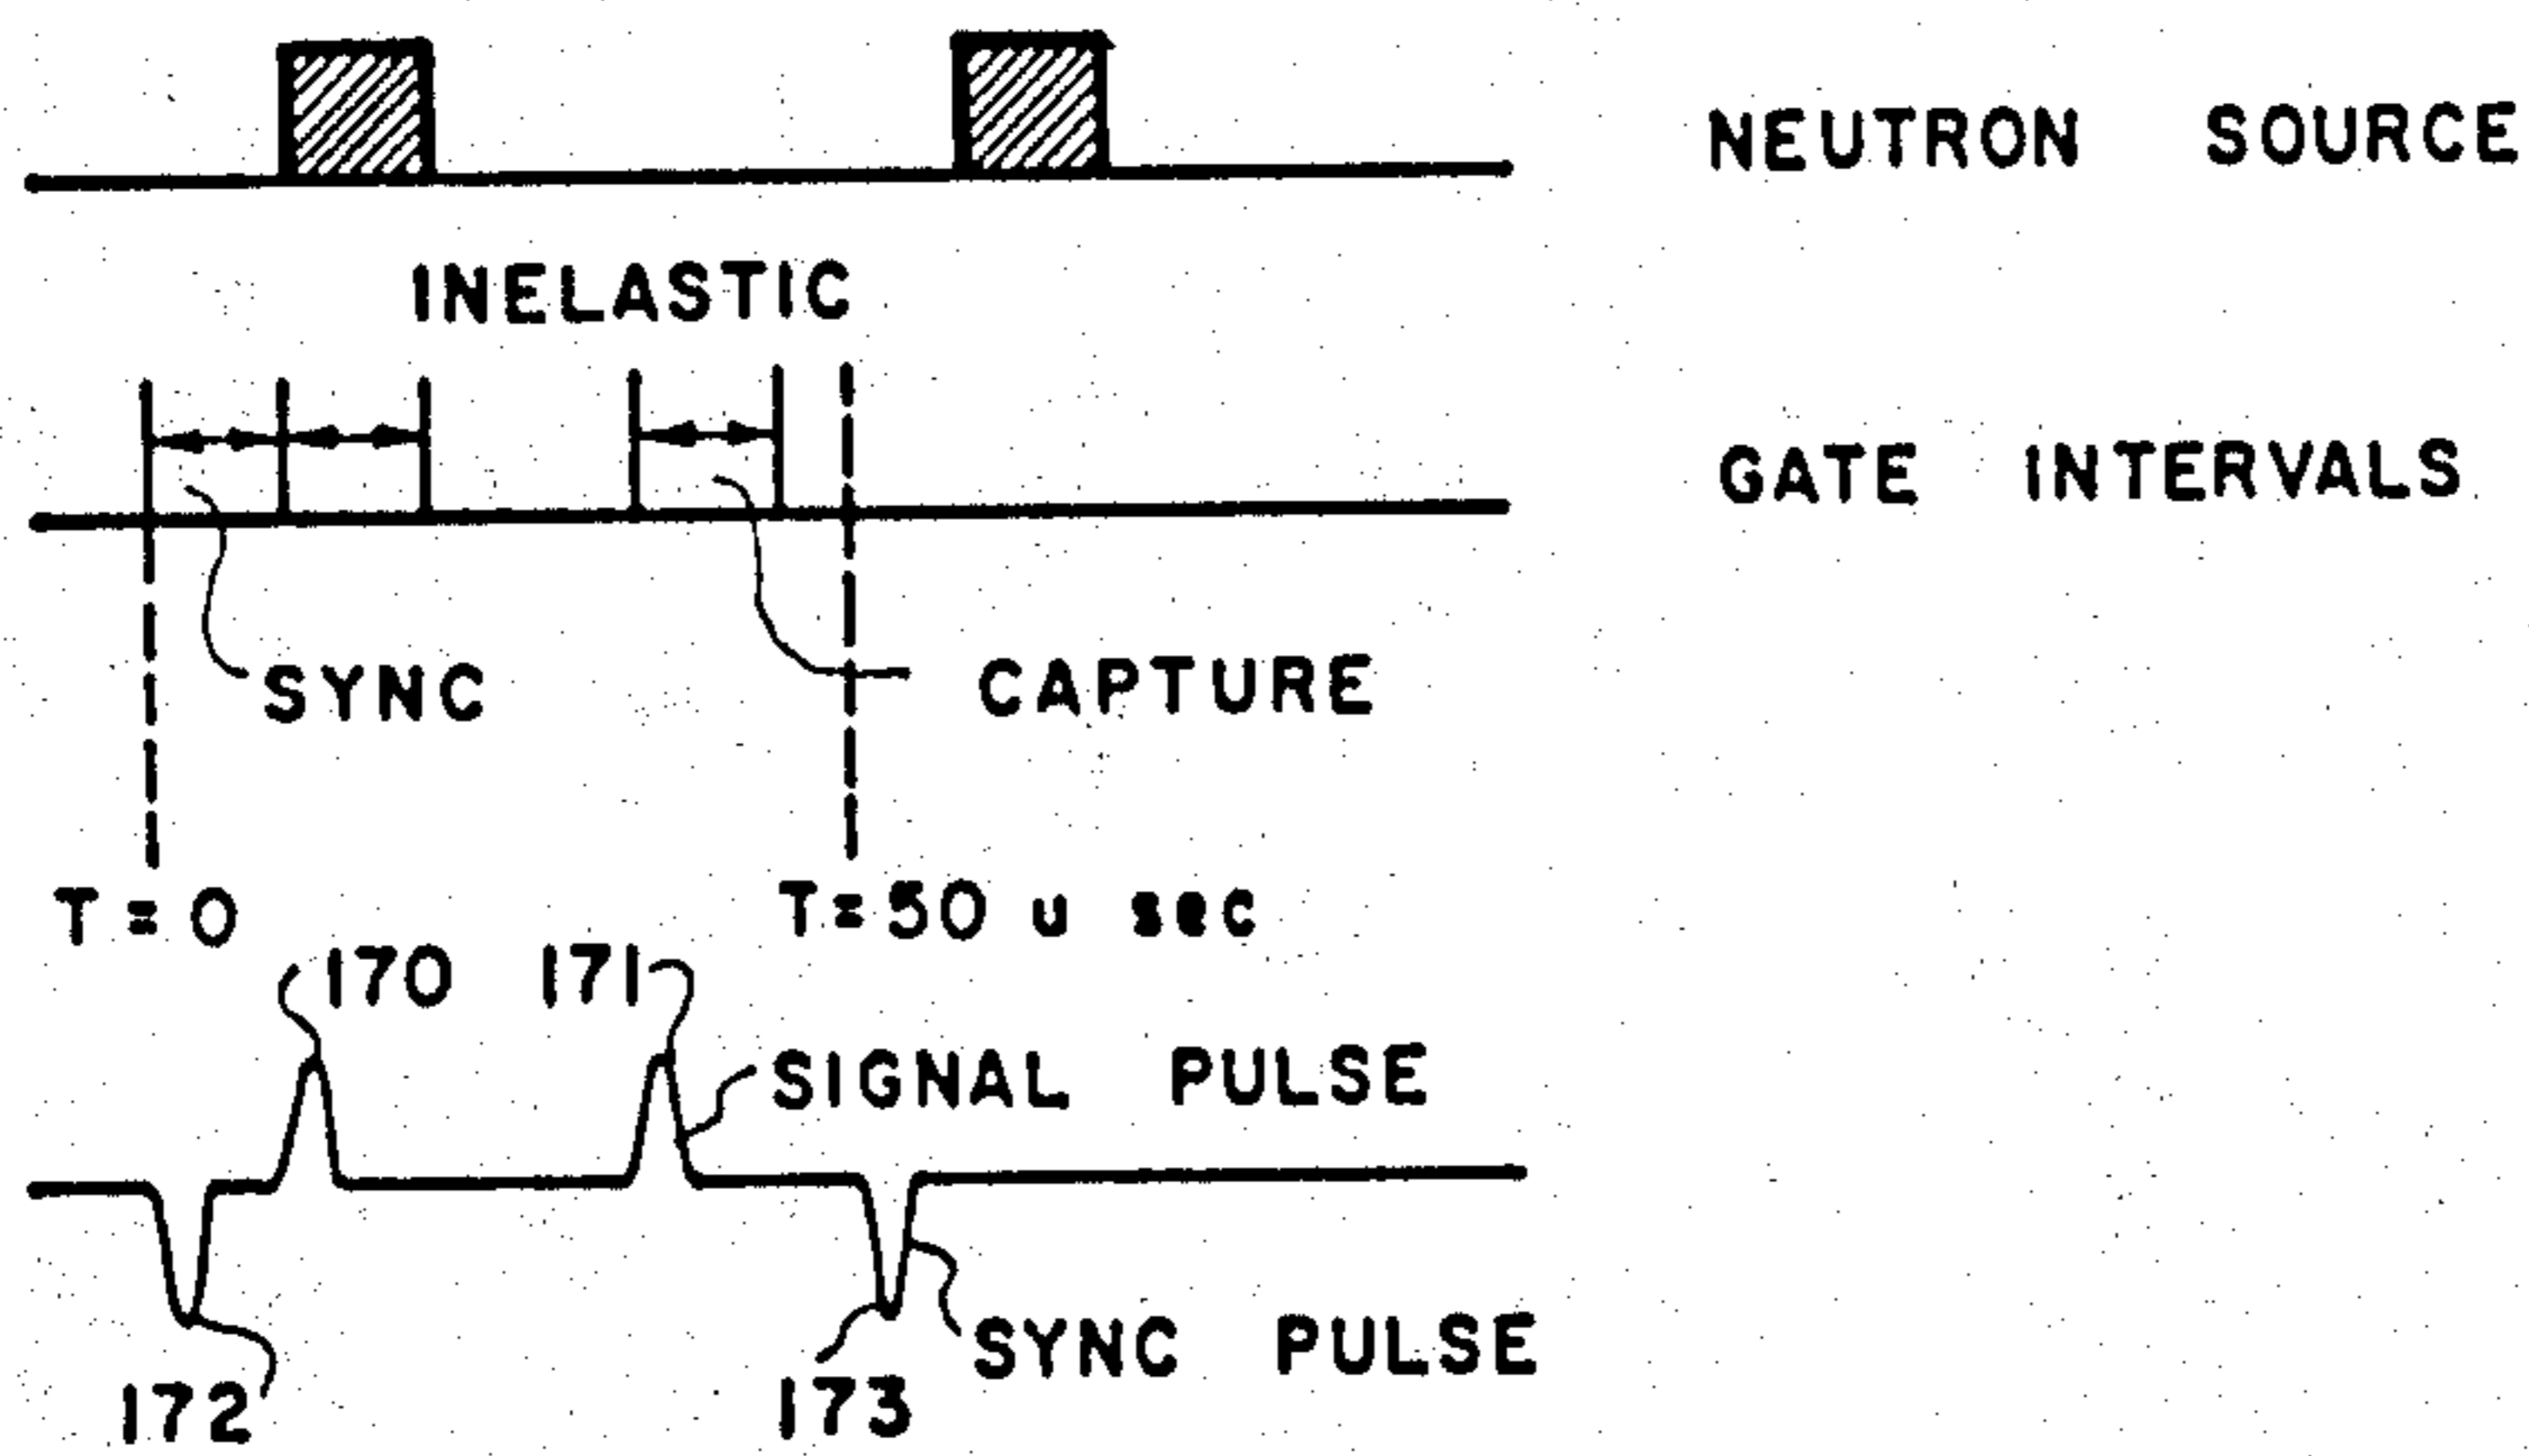 NEUTRON SOURCE
INELASTIC
GATE INTERVALS
SYNC
CAPTURE
T=0
T=50 u sec
170
171
SIGNAL PULSE
SYNC PULSE
172
173